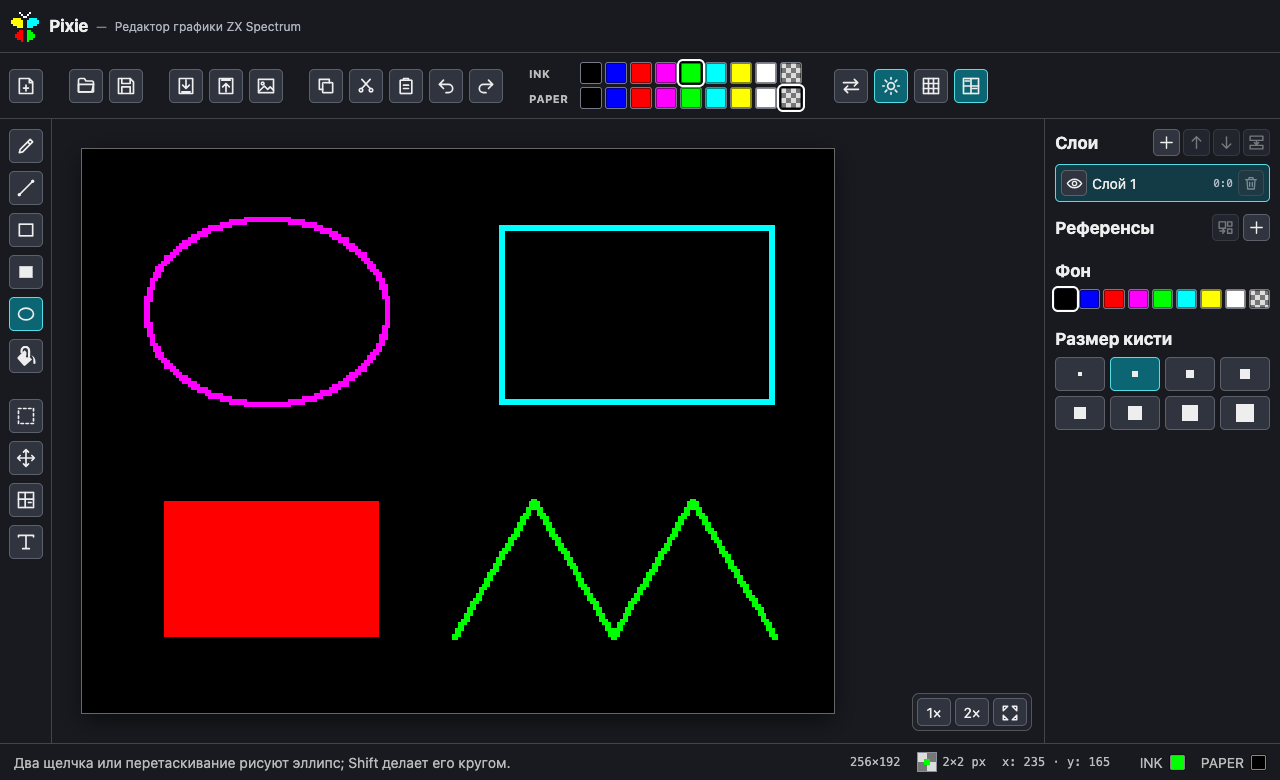 Pixie — Редактор графики ZX Spectrum
INK
PAPER
Слои
Слой 1 0:0
Референсы
Фон
Размер кисти
1× 2×
Два щелчка или перетаскивание рисуют эллипс; Shift делает его кругом. 256×192 2×2 px x: 235 · y: 165 INK PAPER